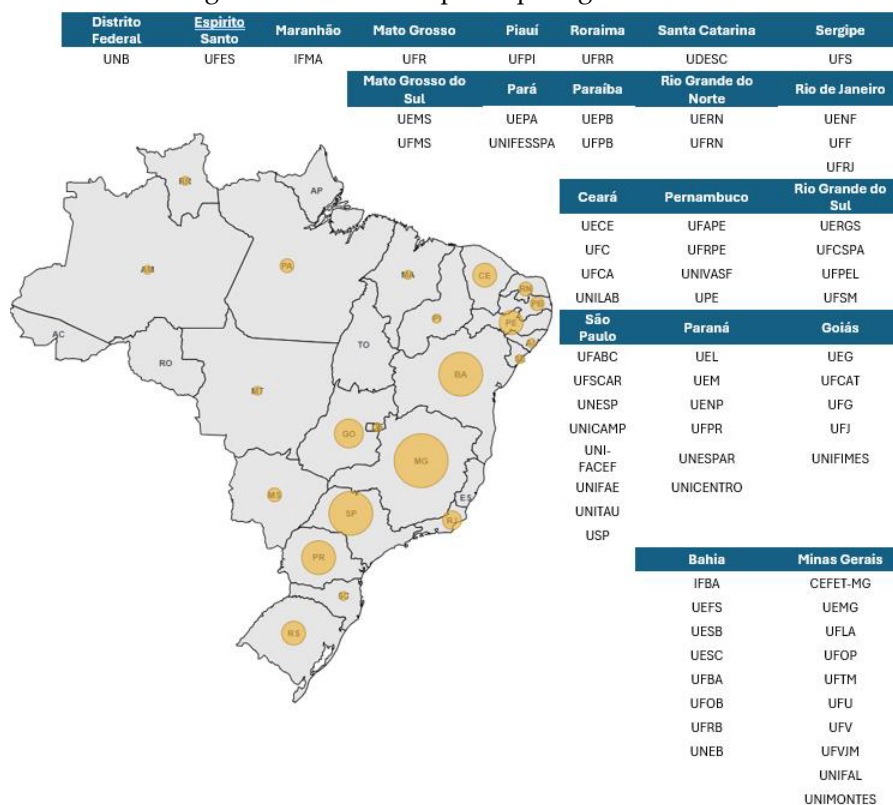 Distrito Federal Espirito Santo Maranhão Mato Grosso Piauí Roraima Santa Catarina Sergipe
UNB UFES IFMA UFR UFPI UFRR UDESC UFS
Mato Grosso do Sul Pará Paraíba Rio Grande do Norte Rio de Janeiro
UEMS UEPA UEPB UERN UENF
UFMS UNIFESSPA UFPB UFRN UFF
UFRJ
Ceará Pernambuco Rio Grande do Sul
UECE UFAPE UERGS
UFC UFRPE UFCSPA
UFCA UNIVASF UFPEL
UNILAB UPE UFSM
São Paulo Paraná Goiás
UFABC UEL UEG
UFSCAR UEM UFCAT
UNESP UENP UFG
UNICAMP UFPR UFJ
UNI-FACEF UNESPAR UNIFIMES
UNIFAE UNICENTRO
UNITAU
USP
Bahia Minas Gerais
IFBA CEFET-MG
UEFS UEMG
UESB UFLA
UESC UFOP
UFBA UFTM
UFOB UFU
UFRB UFV
UNEB UFVJM
UNIFAL
UNIMONTES
RR
AP
AM
PA
MA
CE
RN
PB
PI
PE
AC
RO
TO
BA
MT
GO
MG
MS
ES
SP
RJ
PR
SC
RS